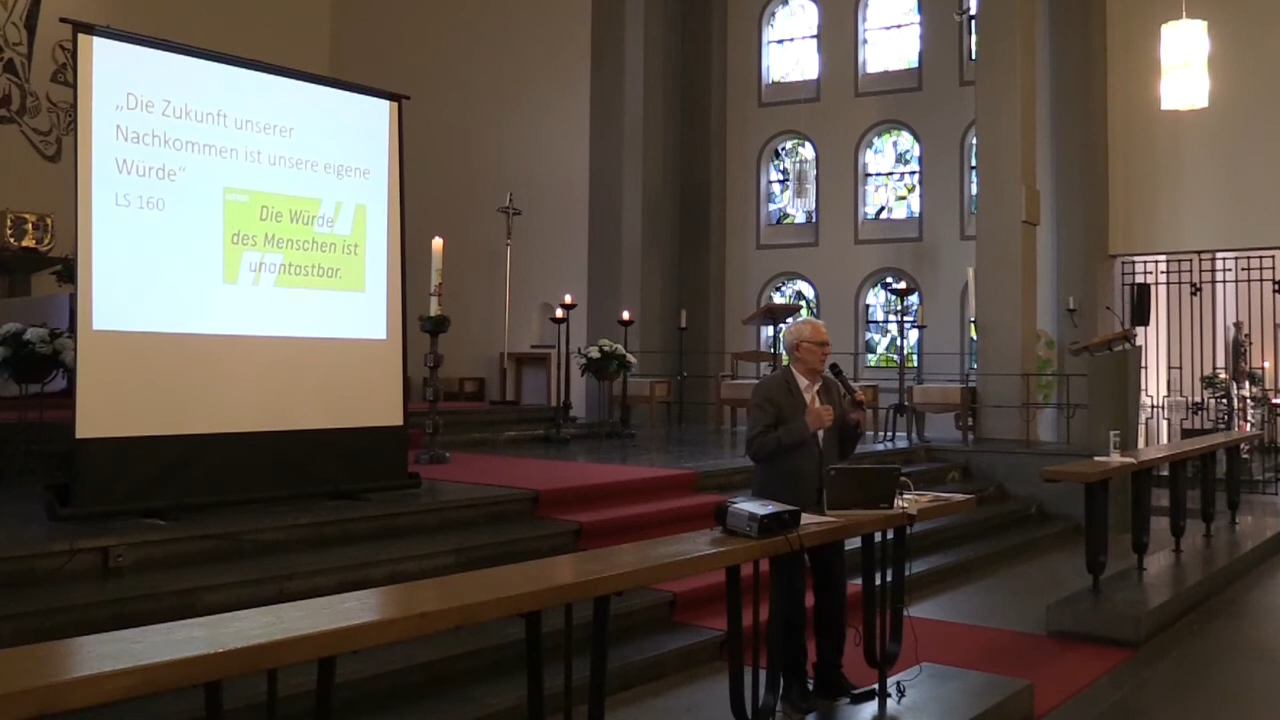 „Die Zukunft unserer
Nachkommen ist unsere eigene
Würde“
LS 160
Die Würde
des Menschen ist
unantastbar.